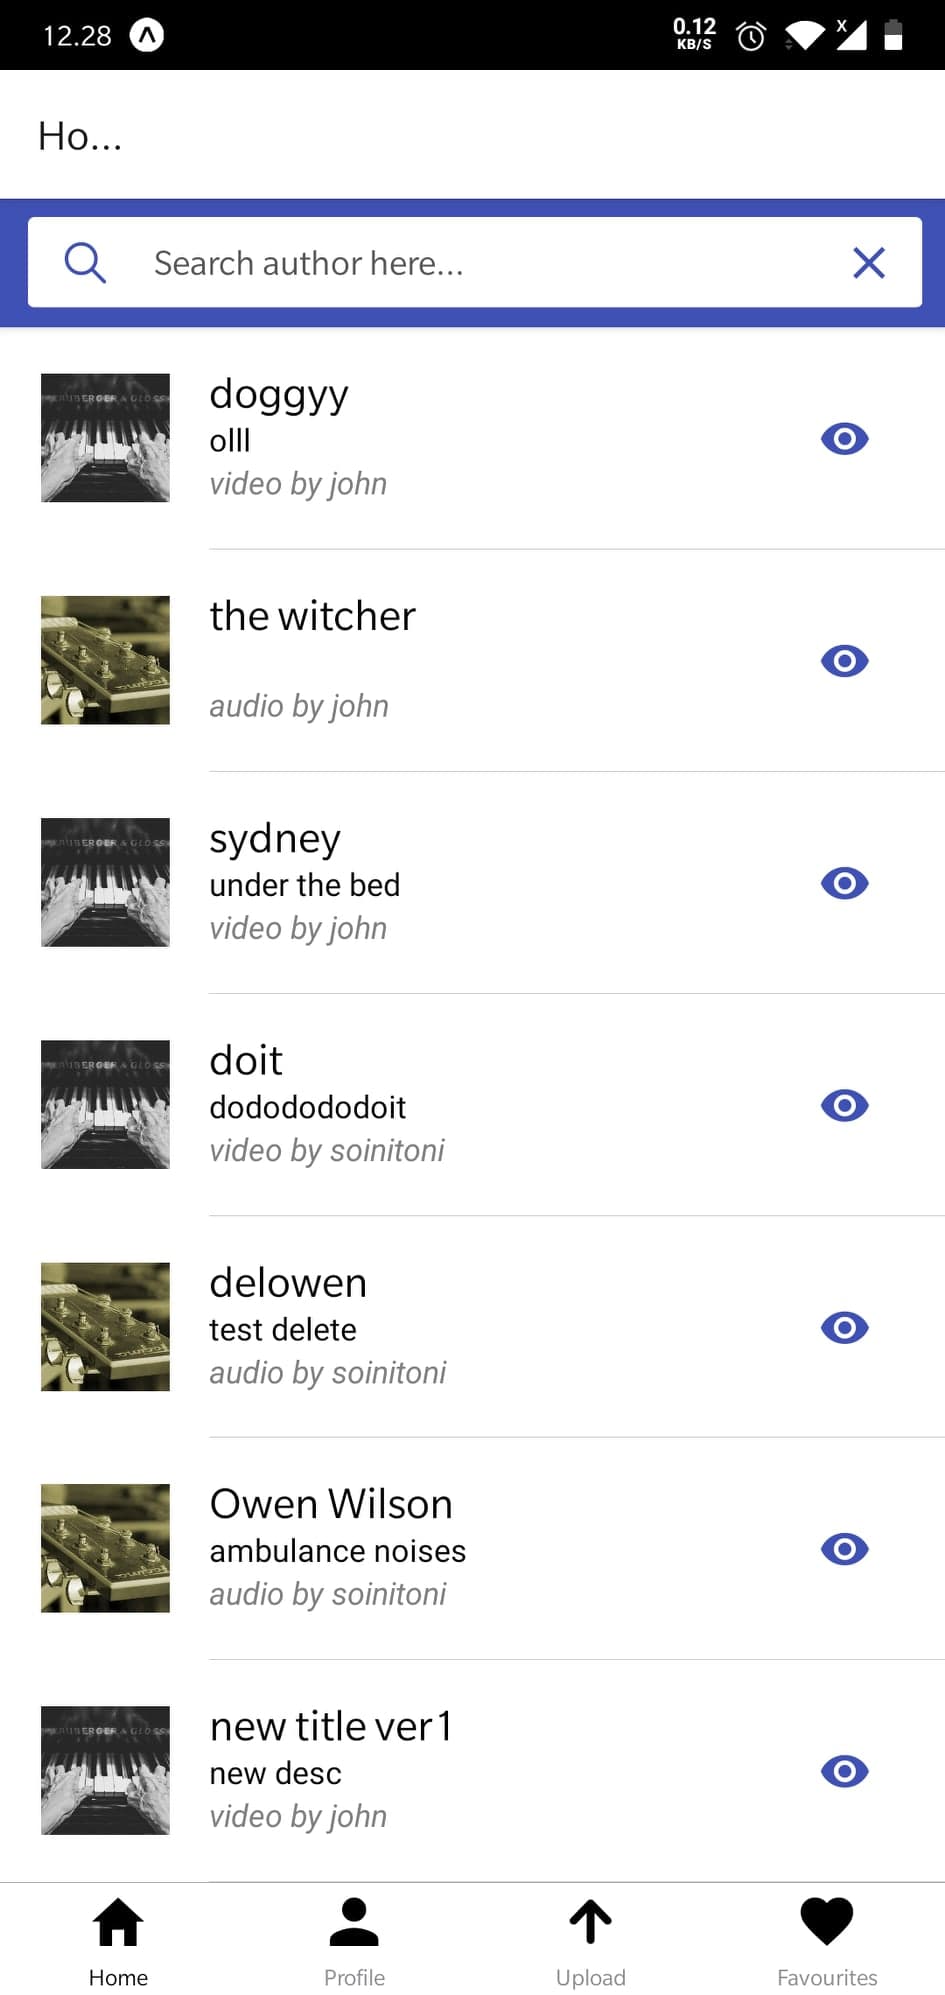 12.28
0.12
KB/S
X
Ho...
Search author here...
doggyy
olll
video by john
the witcher
audio by john
sydney
under the bed
video by john
doit
dododododoit
video by soinitoni
delowen
test delete
audio by soinitoni
Owen Wilson
ambulance noises
audio by soinitoni
new title ver1
new desc
video by john
Home
Profile
Upload
Favourites